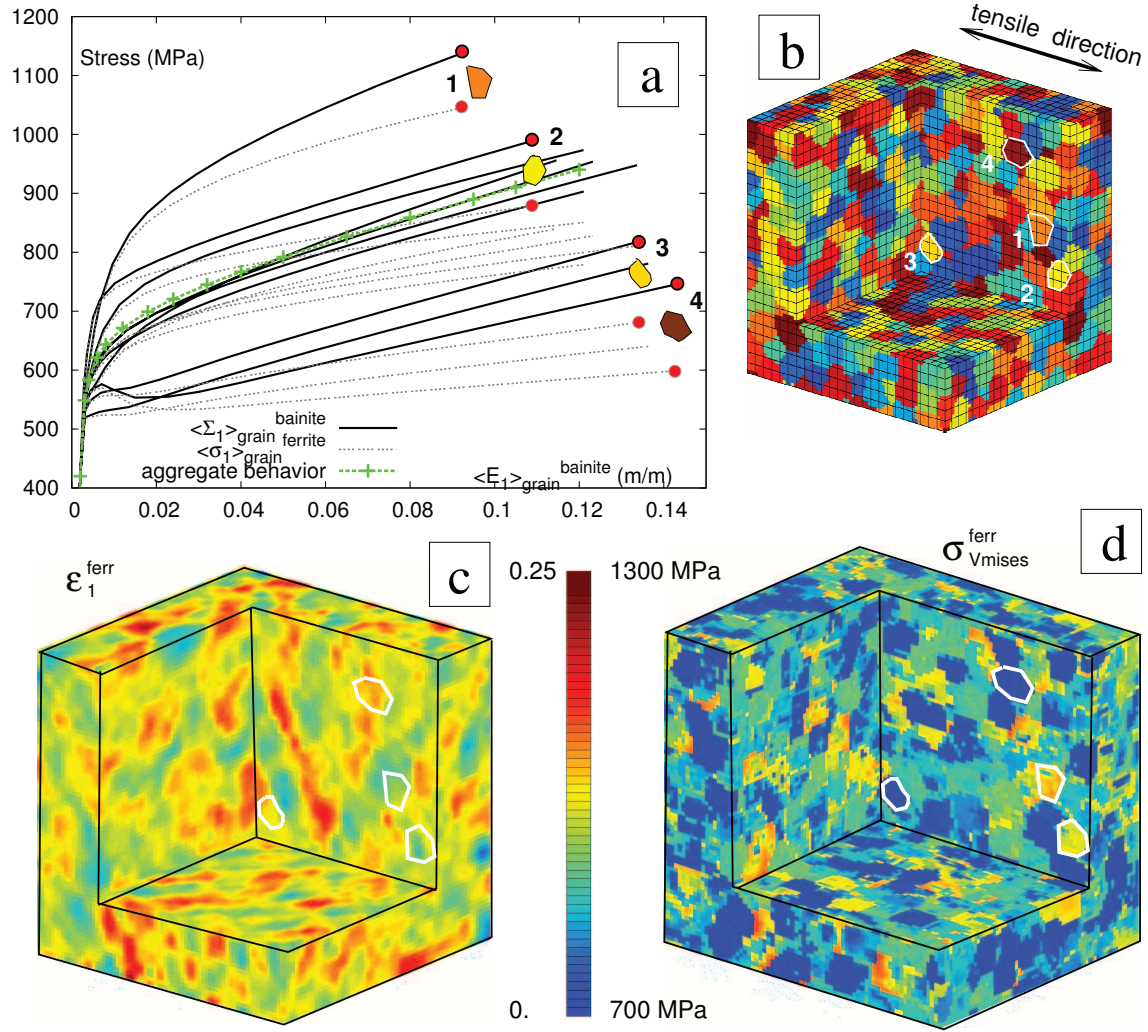 1200
1100
1000
900
800
700
600
500
400
0
0.02
0.04
0.06
0.08
0.1
0.12
0.14
Stress (MPa)
a
1
2
3
4
<Σ₁>grain bainite
<σ₁>grain ferrite
aggregate behavior
<E₁>grain bainite (m/m)
b
tensile direction
4
1
3
2
ε₁ ferr
c
0.25 1300 MPa
0. 700 MPa
σ ferr Vmises
d